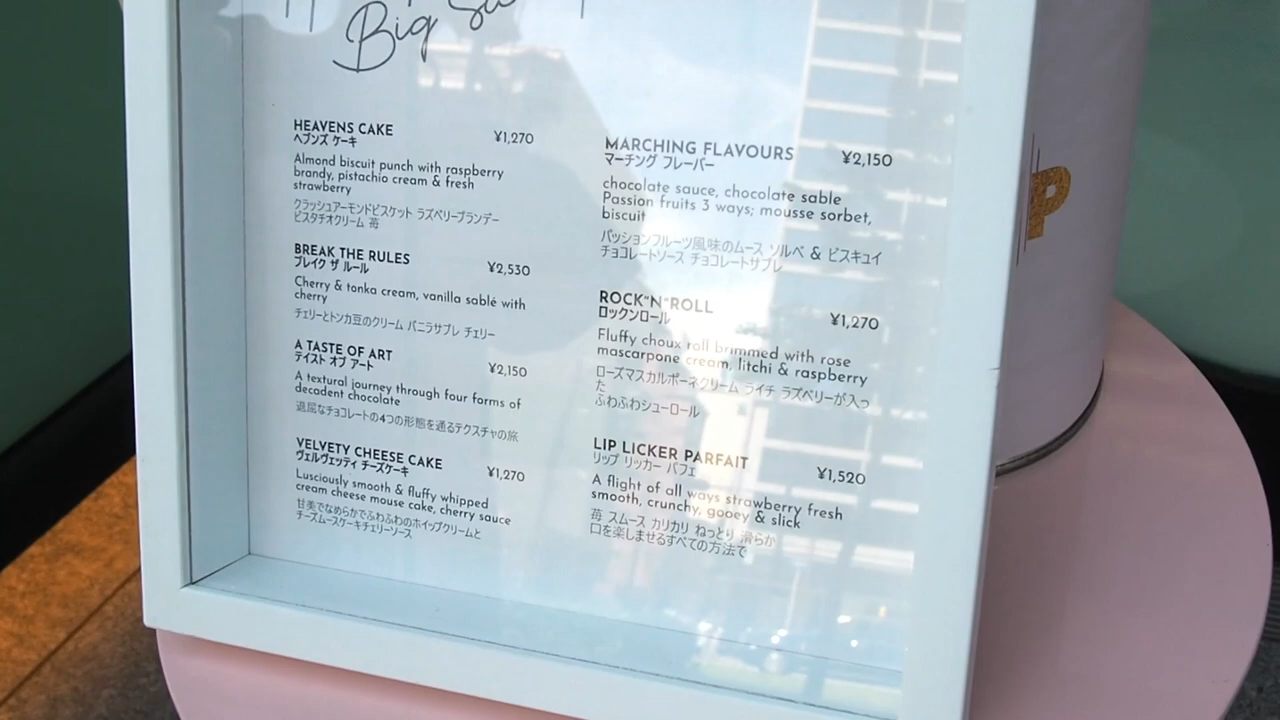 Big
HEAVENS CAKE ¥1,270
ヘブンズ ケーキ
Almond biscuit punch with raspberry
brandy, pistachio cream & fresh
strawberry
クラッシュアーモンドビスケット ラズベリーブランデー
ピスタチオクリーム 苺
BREAK THE RULES ¥2,530
ブレイク ザ ルール
Cherry & tonka cream, vanilla sablé with
cherry
チェリーとトンカ豆のクリーム バニラサブレ チェリー
A TASTE OF ART ¥2,150
テイスト オブ アート
A textural journey through four forms of
decadent chocolate
退屈なチョコレートの4つの形態を通るテクスチャの旅
VELVETY CHEESE CAKE ¥1,270
ヴェルヴェッティ チーズケーキ
Lusciously smooth & fluffy whipped
cream cheese mouse cake, cherry sauce
甘美でなめらかでふわふわのホイップクリームと
チーズムースケーキチェリーソース
MARCHING FLAVOURS ¥2,150
マーチング フレーバー
chocolate sauce, chocolate sable
Passion fruits 3 ways; mousse sorbet,
biscuit
パッションフルーツ風味のムース ソルベ & ビスキュイ
チョコレートソース チョコレートサブレ
ROCK"N"ROLL ¥1,270
ロックンロール
Fluffy choux roll brimmed with rose
mascarpone cream, litchi & raspberry
ローズマスカルポーネクリーム ライチ ラズベリーが入っ
た
ふわふわシューロール
LIP LICKER PARFAIT ¥1,520
リップ リッカー パフェ
A flight of all ways strawberry fresh
smooth, crunchy, gooey & slick
苺 スムース カリカリ ねっとり 滑らか
口を楽しませるすべての方法で
P